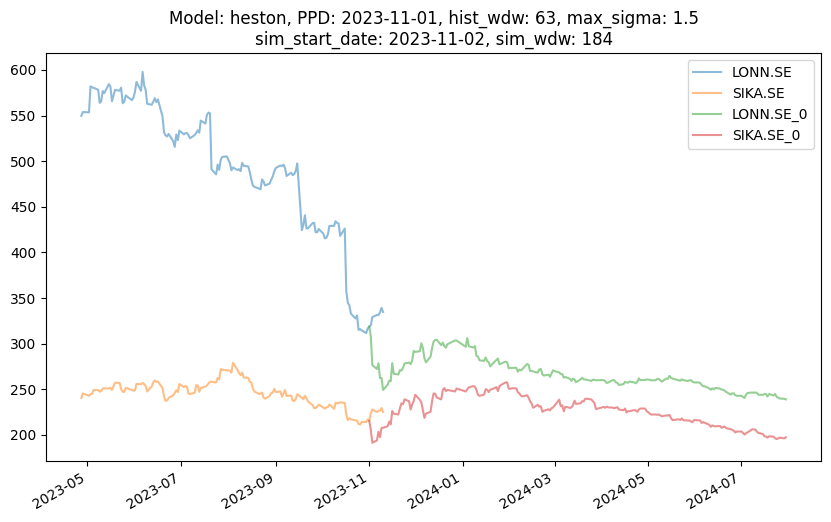 Model: heston, PPD: 2023-11-01, hist_wdw: 63, max_sigma: 1.5
sim_start_date: 2023-11-02, sim_wdw: 184
LONN.SE
SIKA.SE
LONN.SE_0
SIKA.SE_0
600
550
500
450
400
350
300
250
200
2023-05
2023-07
2023-09
2023-11
2024-01
2024-03
2024-05
2024-07